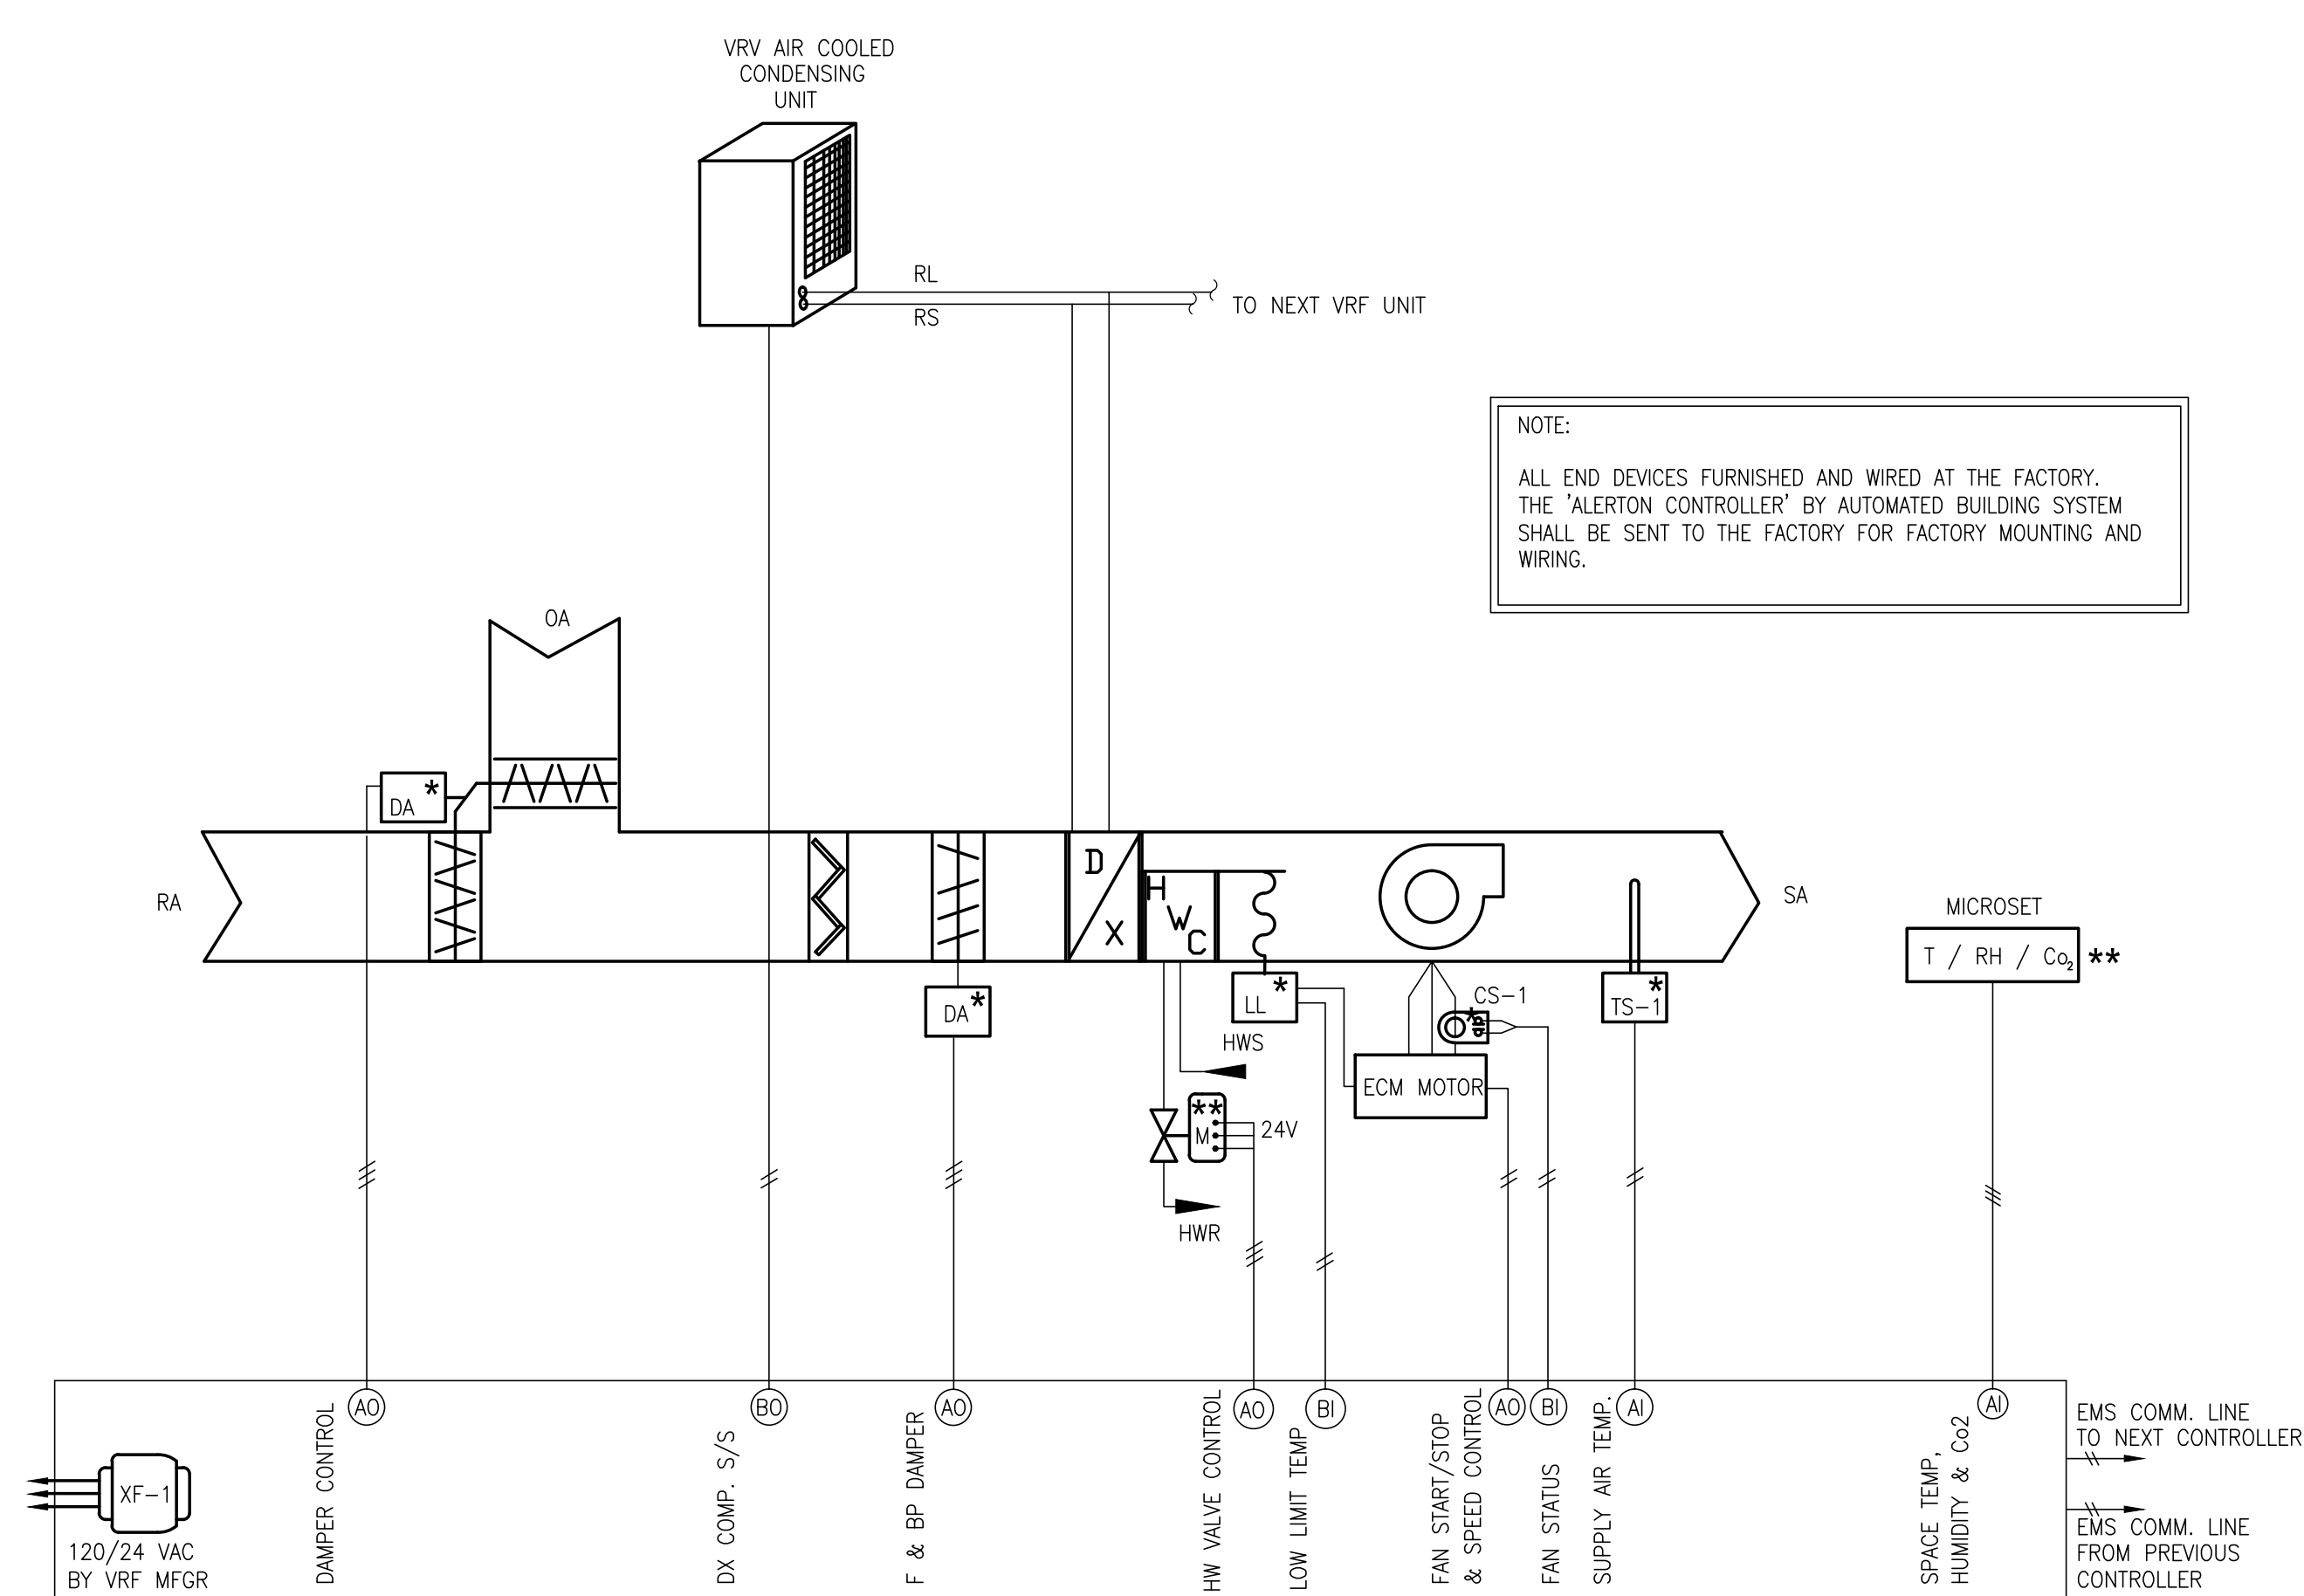 VRV AIR COOLED
CONDENSING
UNIT
RL
RS
TO NEXT VRF UNIT
NOTE:
ALL END DEVICES FURNISHED AND WIRED AT THE FACTORY.
THE 'ALERTON CONTROLLER' BY AUTOMATED BUILDING SYSTEM
SHALL BE SENT TO THE FACTORY FOR FACTORY MOUNTING AND
WIRING.
OA
DA *
RA
D
X
H
W
C
SA
MICROSET
T / RH / Co₂ **
DA *
LL *
CS-1
*
TS-1 *
HWS
ECM MOTOR
**
M
24V
HWR
AO
BO
AO
AO
BI
AO
BI
AI
AI
DAMPER CONTROL
DX COMP. S/S
F & BP DAMPER
HW VALVE CONTROL
LOW LIMIT TEMP
FAN START/STOP
& SPEED CONTROL
FAN STATUS
SUPPLY AIR TEMP.
SPACE TEMP,
HUMIDITY & Co2
EMS COMM. LINE
TO NEXT CONTROLLER
EMS COMM. LINE
FROM PREVIOUS
CONTROLLER
XF-1
120/24 VAC
BY VRF MFGR